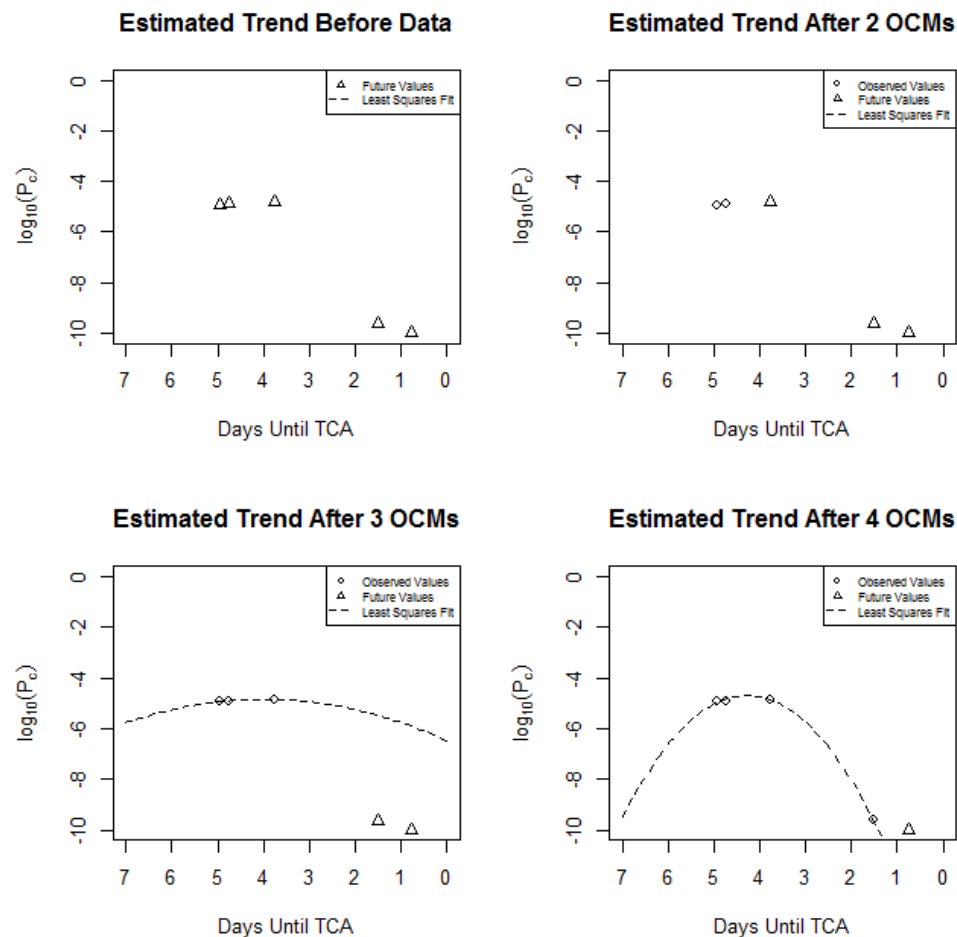 Estimated Trend Before Data
Future Values
Least Squares Fit
log10(Pc)
0
-2
-4
-6
-8
-10
7 6 5 4 3 2 1 0
Days Until TCA
Estimated Trend After 2 OCMs
Observed Values
Future Values
Least Squares Fit
log10(Pc)
0
-2
-4
-6
-8
-10
7 6 5 4 3 2 1 0
Days Until TCA
Estimated Trend After 3 OCMs
Observed Values
Future Values
Least Squares Fit
log10(Pc)
0
-2
-4
-6
-8
-10
7 6 5 4 3 2 1 0
Days Until TCA
Estimated Trend After 4 OCMs
Observed Values
Future Values
Least Squares Fit
log10(Pc)
0
-2
-4
-6
-8
-10
7 6 5 4 3 2 1 0
Days Until TCA